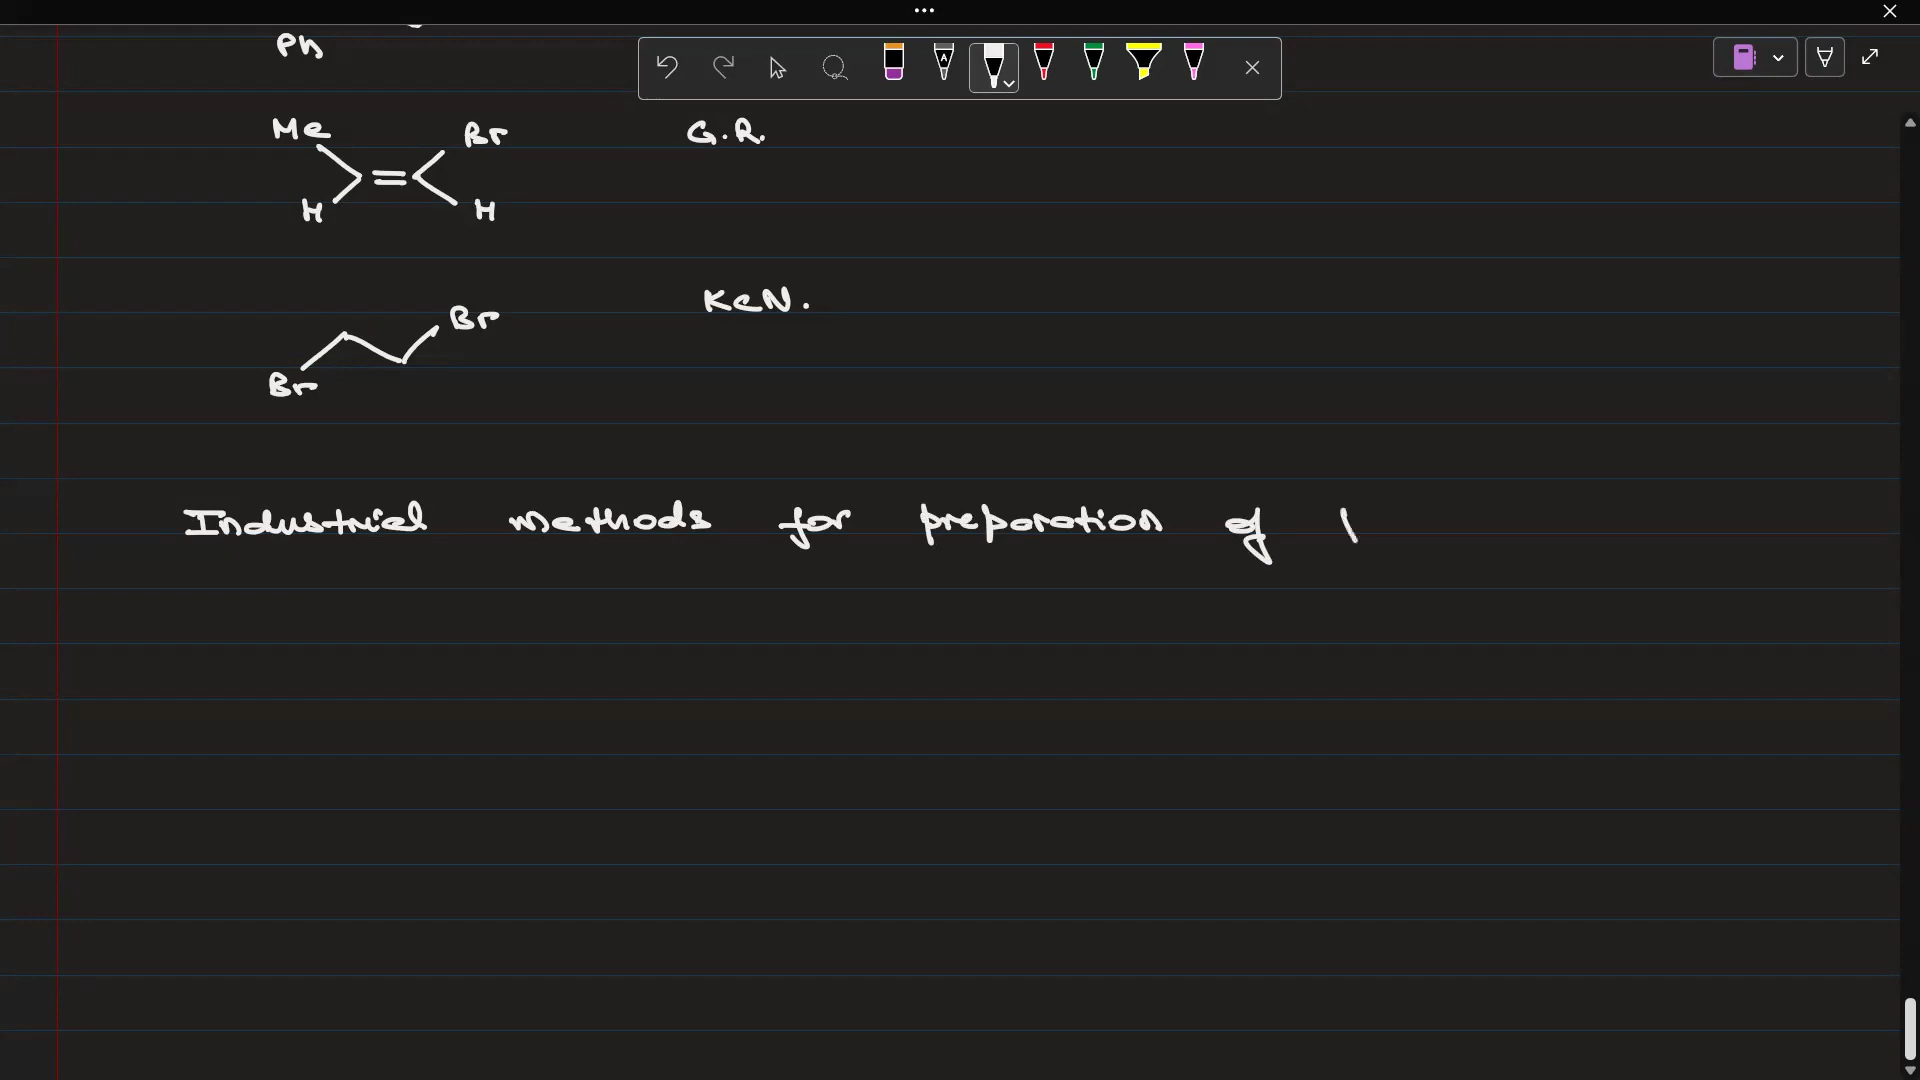 Ph
Me Br G.R.
H H
Br KCN.
Br
Industrial methods for preparation of